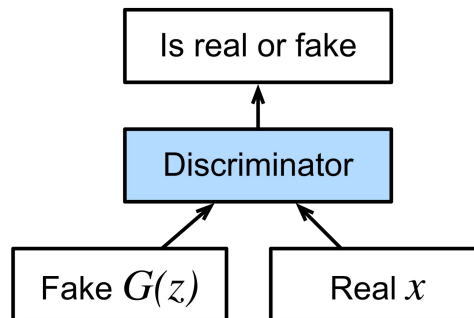 Is real or fake
Discriminator
Fake G(z)
Real x